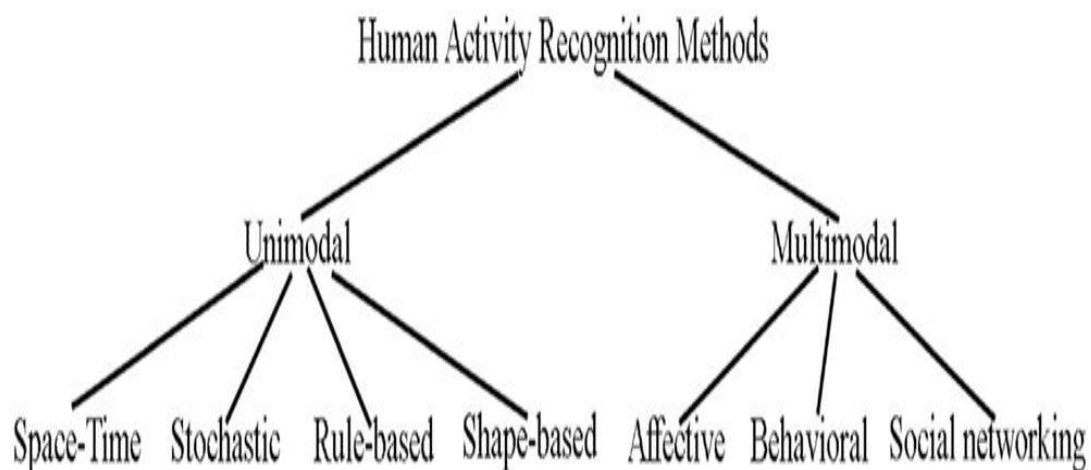 Human Activity Recognition Methods
Unimodal
Multimodal
Space-Time
Stochastic
Rule-based
Shape-based
Affective
Behavioral
Social networking